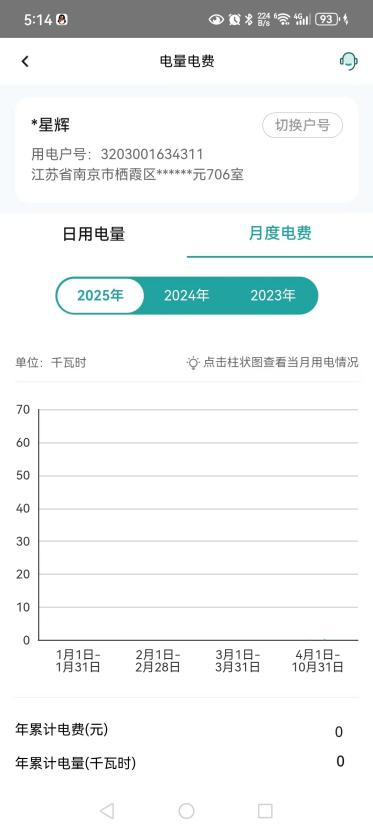 5:14
224 B/s 6 4G 93
电量电费
*星辉
切换户号
用电户号：3203001634311
江苏省南京市栖霞区******元706室
日用电量 月度电费
2025年 2024年 2023年
单位：千瓦时 点击柱状图查看当月用电情况
70
60
50
40
30
20
10
0
1月1日- 2月1日- 3月1日- 4月1日-
1月31日 2月28日 3月31日 10月31日
年累计电费(元) 0
年累计电量(千瓦时) 0